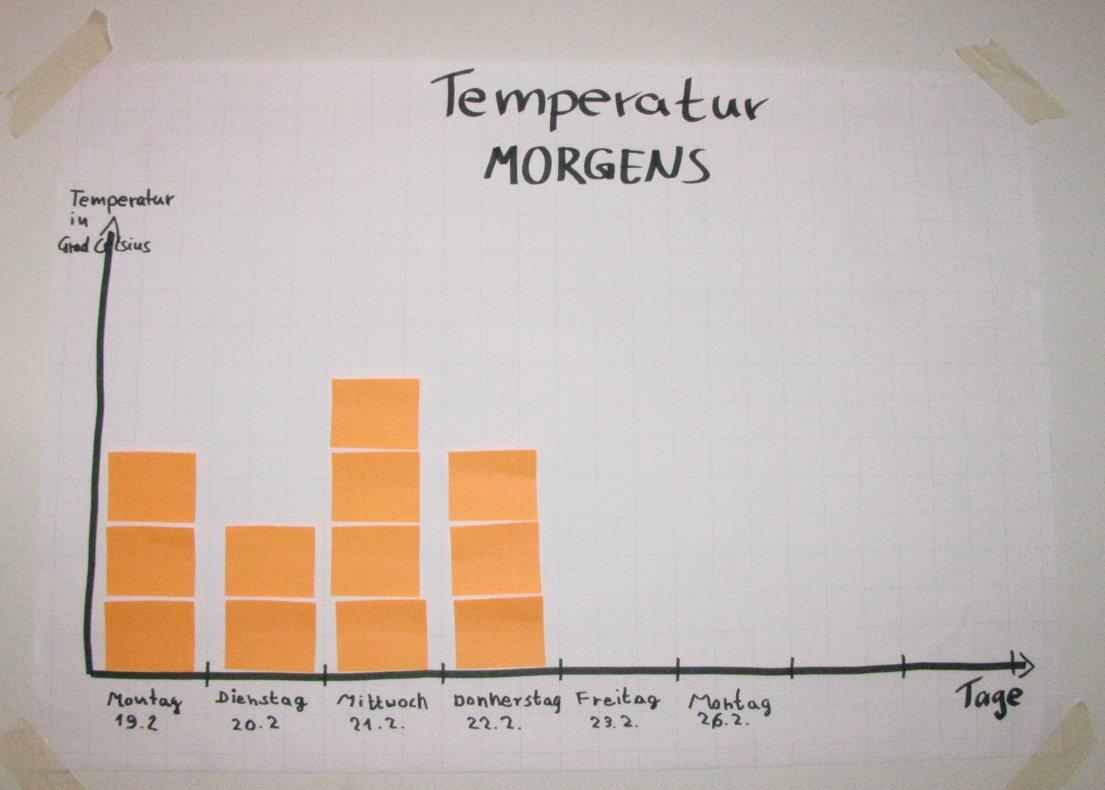 Temperatur
MORGENS
Temperatur
in
Grad Celsius
Montag
19.2
Dienstag
20.2
Mittwoch
21.2.
Donnerstag
22.2.
Freitag
23.2.
Montag
26.2.
Tage